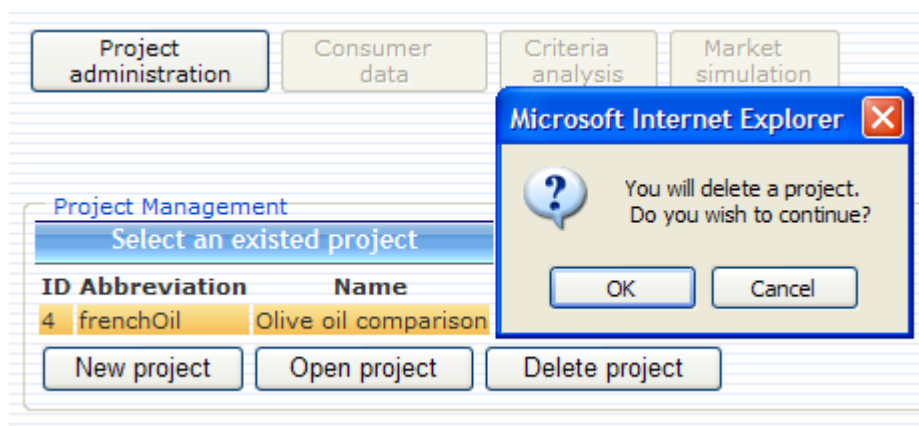 Project
administration
Consumer
data
Criteria
analysis
Market
simulation
Microsoft Internet Explorer
You will delete a project.
Do you wish to continue?
OK Cancel
Project Management
Select an existed project
ID Abbreviation Name
4 frenchOil Olive oil comparison
New project Open project Delete project